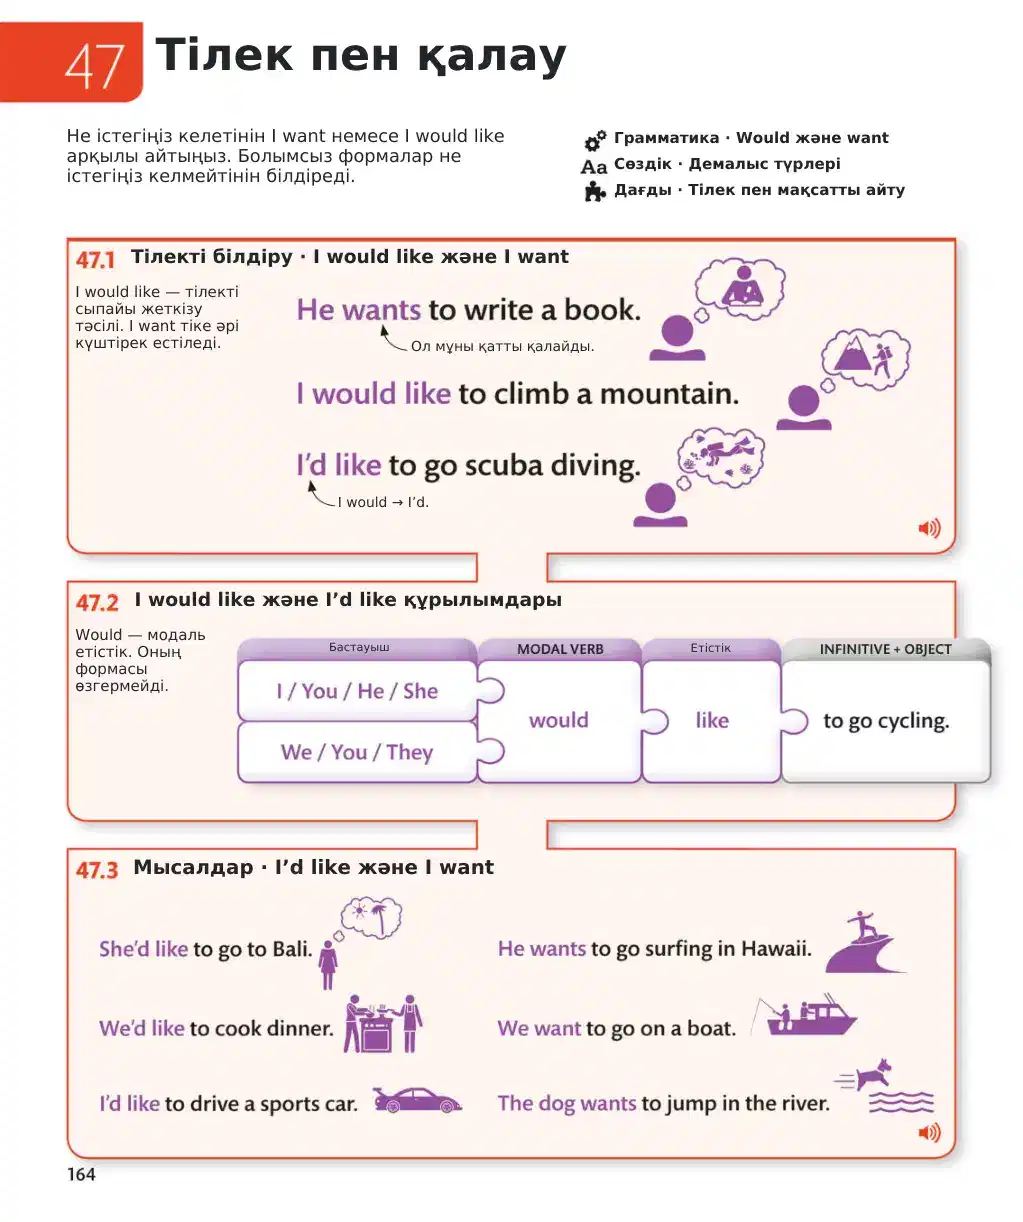 47
Тілек пен қалау
Не істегіңіз келетінін I want немесе I would like
арқылы айтыңыз. Болымсыз формалар не
істегіңіз келмейтінін білдіреді.
Грамматика · Would және want
Aa Сөздік · Демалыс түрлері
Дағды · Тілек пен мақсатты айту
47.1 Тілекті білдіру · I would like және I want
I would like — тілекті
сыпайы жеткізу
тәсілі. I want тіке әрі
күштірек естіледі.
He wants to write a book.
Ол мұны қатты қалайды.
I would like to climb a mountain.
I’d like to go scuba diving.
I would → I’d.
47.2 I would like және I’d like құрылымдары
Would — модаль
етістік. Оның
формасы
өзгермейді.
Бастауыш MODAL VERB Етістік INFINITIVE + OBJECT
I / You / He / She
would like to go cycling.
We / You / They
47.3 Мысалдар · I’d like және I want
She’d like to go to Bali.
He wants to go surfing in Hawaii.
We’d like to cook dinner.
We want to go on a boat.
I’d like to drive a sports car.
The dog wants to jump in the river.
164